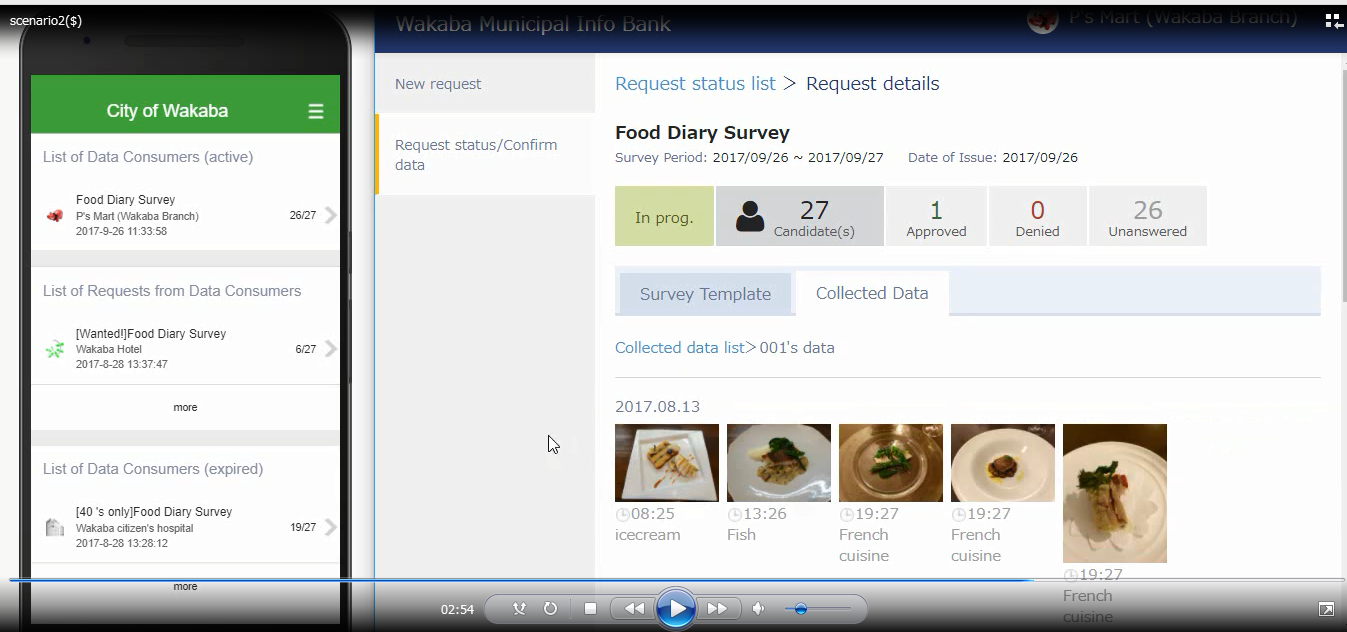 scenario2($)
City of Wakaba
List of Data Consumers (active)
Food Diary Survey
P's Mart (Wakaba Branch)
26/27
2017-9-26 11:33:58
List of Requests from Data Consumers
[Wanted!]Food Diary Survey
Wakaba Hotel
6/27
2017-8-28 13:37:47
more
List of Data Consumers (expired)
[40 's only]Food Diary Survey
Wakaba citizen's hospital
19/27
2017-8-28 13:28:12
more
Wakaba Municipal Info Bank
P's Mart (Wakaba Branch)
New request
Request status/Confirm
data
Request status list > Request details
Food Diary Survey
Survey Period: 2017/09/26 ~ 2017/09/27 Date of Issue: 2017/09/26
In prog.
27
Candidate(s)
1
Approved
0
Denied
26
Unanswered
Survey Template
Collected Data
Collected data list> 001's data
2017.08.13
08:25
icecream
13:26
Fish
19:27
French
cuisine
19:27
French
cuisine
19:27
French
cuisine
02:54